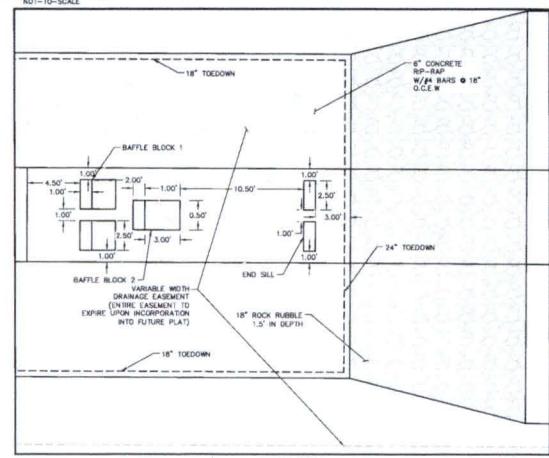 NOT-TO-SCALE
18" TOEDOWN
6" CONCRETE
RIP-RAP
W/#4 BARS @ 18"
O.C.E.W
BAFFLE BLOCK 1
4.50'
1.00'
2.00'
1.00'
1.00'
10.50'
1.00'
2.50'
1.00'
0.50'
1.00'
3.00'
2.50'
3.00'
1.00'
1.00'
24" TOEDOWN
END SILL
BAFFLE BLOCK 2
VARIABLE WIDTH
DRAINAGE EASEMENT
(ENTIRE EASEMENT TO
EXPIRE UPON INCORPORATION
INTO FUTURE PLAT)
18" ROCK RUBBLE
1.5' IN DEPTH
18" TOEDOWN